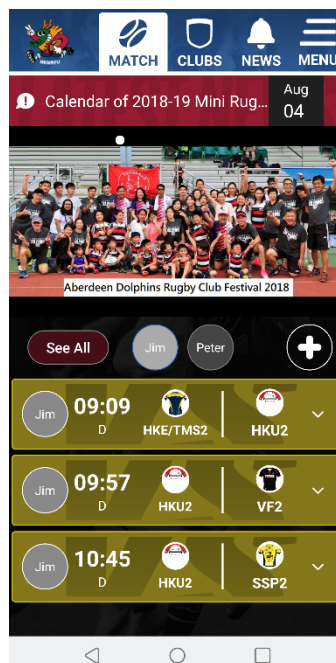 MATCH
CLUBS
NEWS
MENU
Calendar of 2018-19 Mini Rug...
Aug
04
Aberdeen Dolphins Rugby Club Festival 2018
See All
Jim
Peter
Jim
09:09
D
HKE/TMS2
HKU2
Jim
09:57
D
HKU2
VF2
Jim
10:45
D
HKU2
SSP2